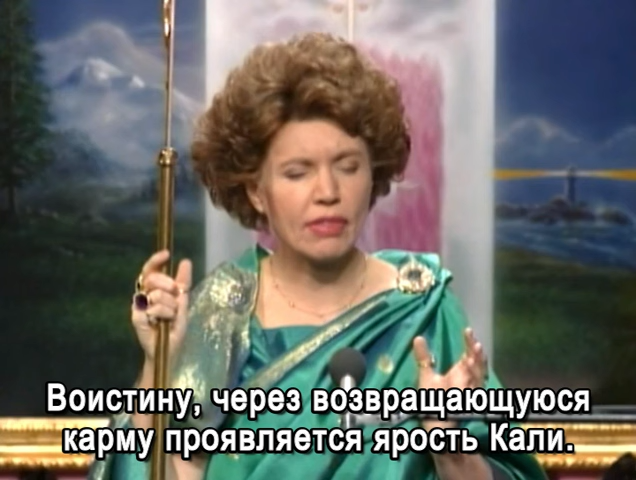 Воистину, через возвращающуюся
карму проявляется ярость Кали.